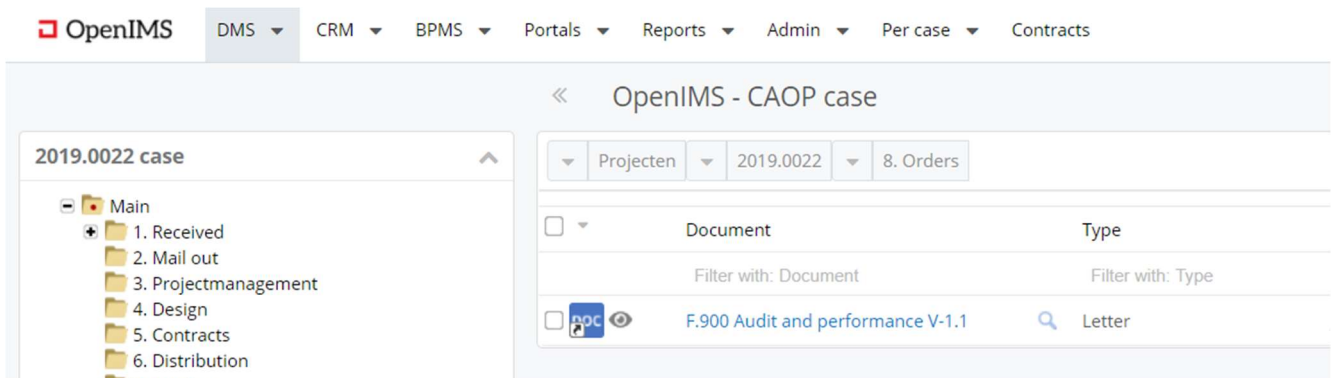 OpenIMS DMS CRM BPMS Portals Reports Admin Per case Contracts
OpenIMS - CAOP case
2019.0022 case
Main
1. Received
2. Mail out
3. Projectmanagement
4. Design
5. Contracts
6. Distribution
Projecten 2019.0022 8. Orders
Document Type
Filter with: Document Filter with: Type
DOC F.900 Audit and performance V-1.1 Letter